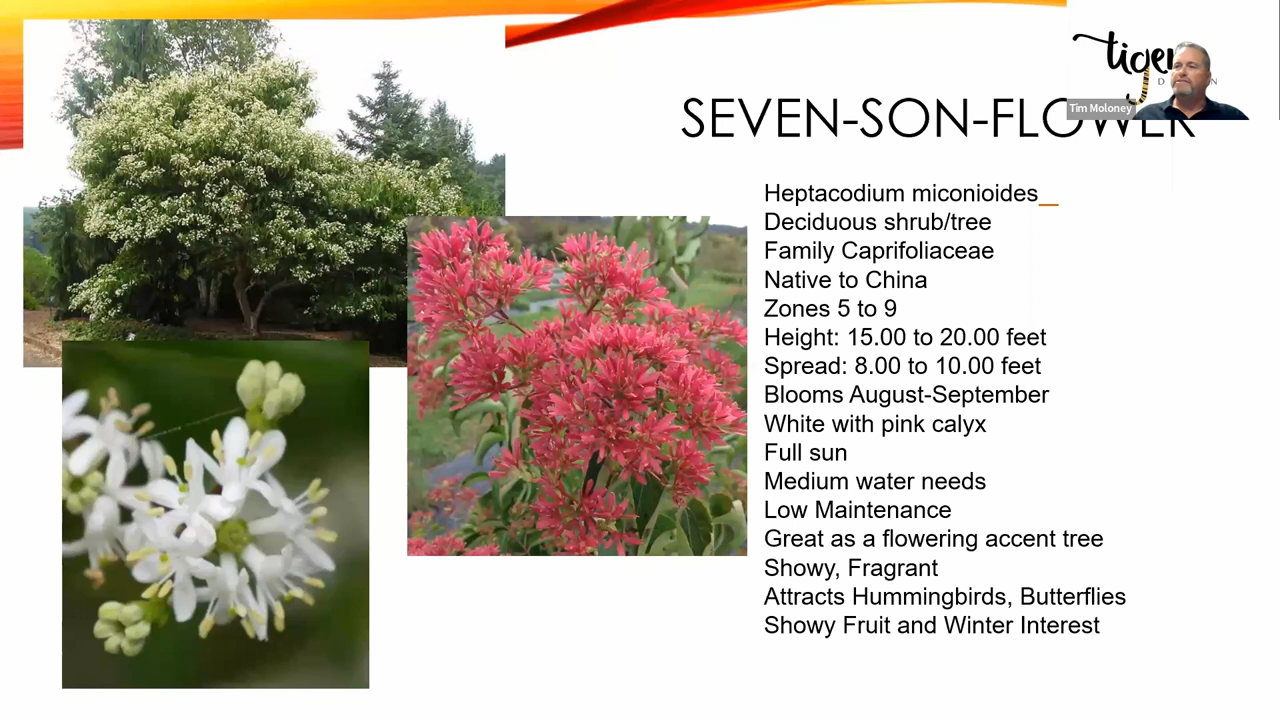 tiger
Tim Moloney
SEVEN-SON-FLOWER
Heptacodium miconioides_
Deciduous shrub/tree
Family Caprifoliaceae
Native to China
Zones 5 to 9
Height: 15.00 to 20.00 feet
Spread: 8.00 to 10.00 feet
Blooms August-September
White with pink calyx
Full sun
Medium water needs
Low Maintenance
Great as a flowering accent tree
Showy, Fragrant
Attracts Hummingbirds, Butterflies
Showy Fruit and Winter Interest